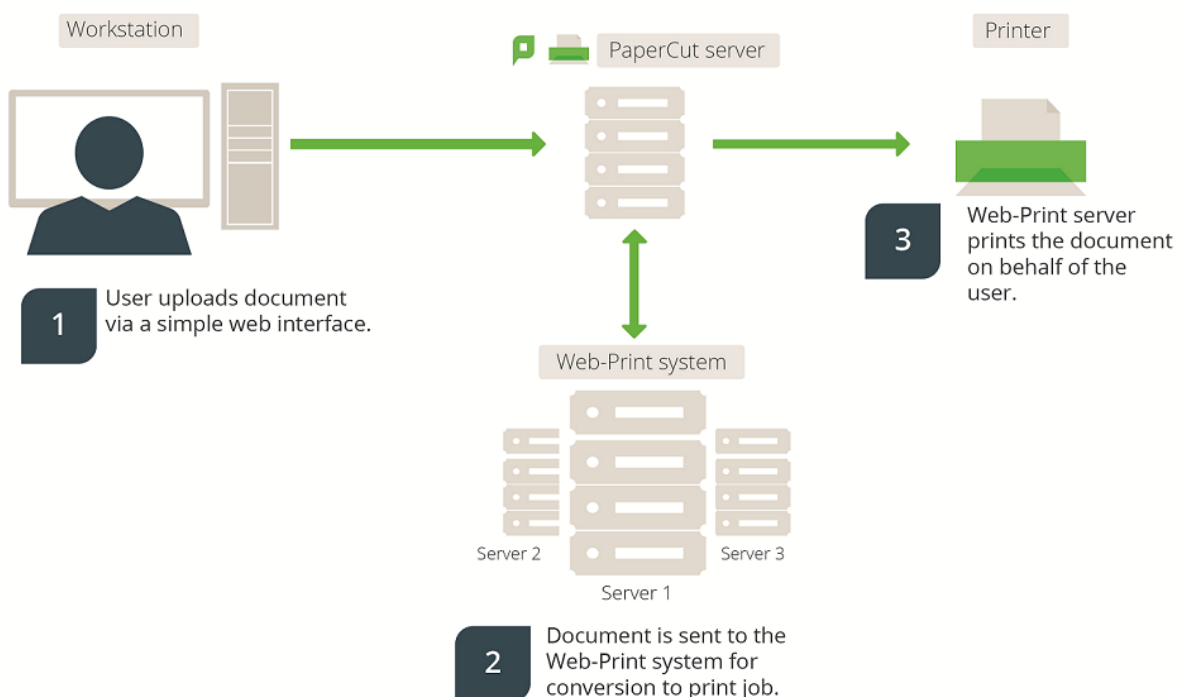 Workstation
PaperCut server
Printer
1
User uploads document
via a simple web interface.
3
Web-Print server
prints the document
on behalf of the
user.
Web-Print system
Server 2
Server 3
Server 1
2
Document is sent to the
Web-Print system for
conversion to print job.